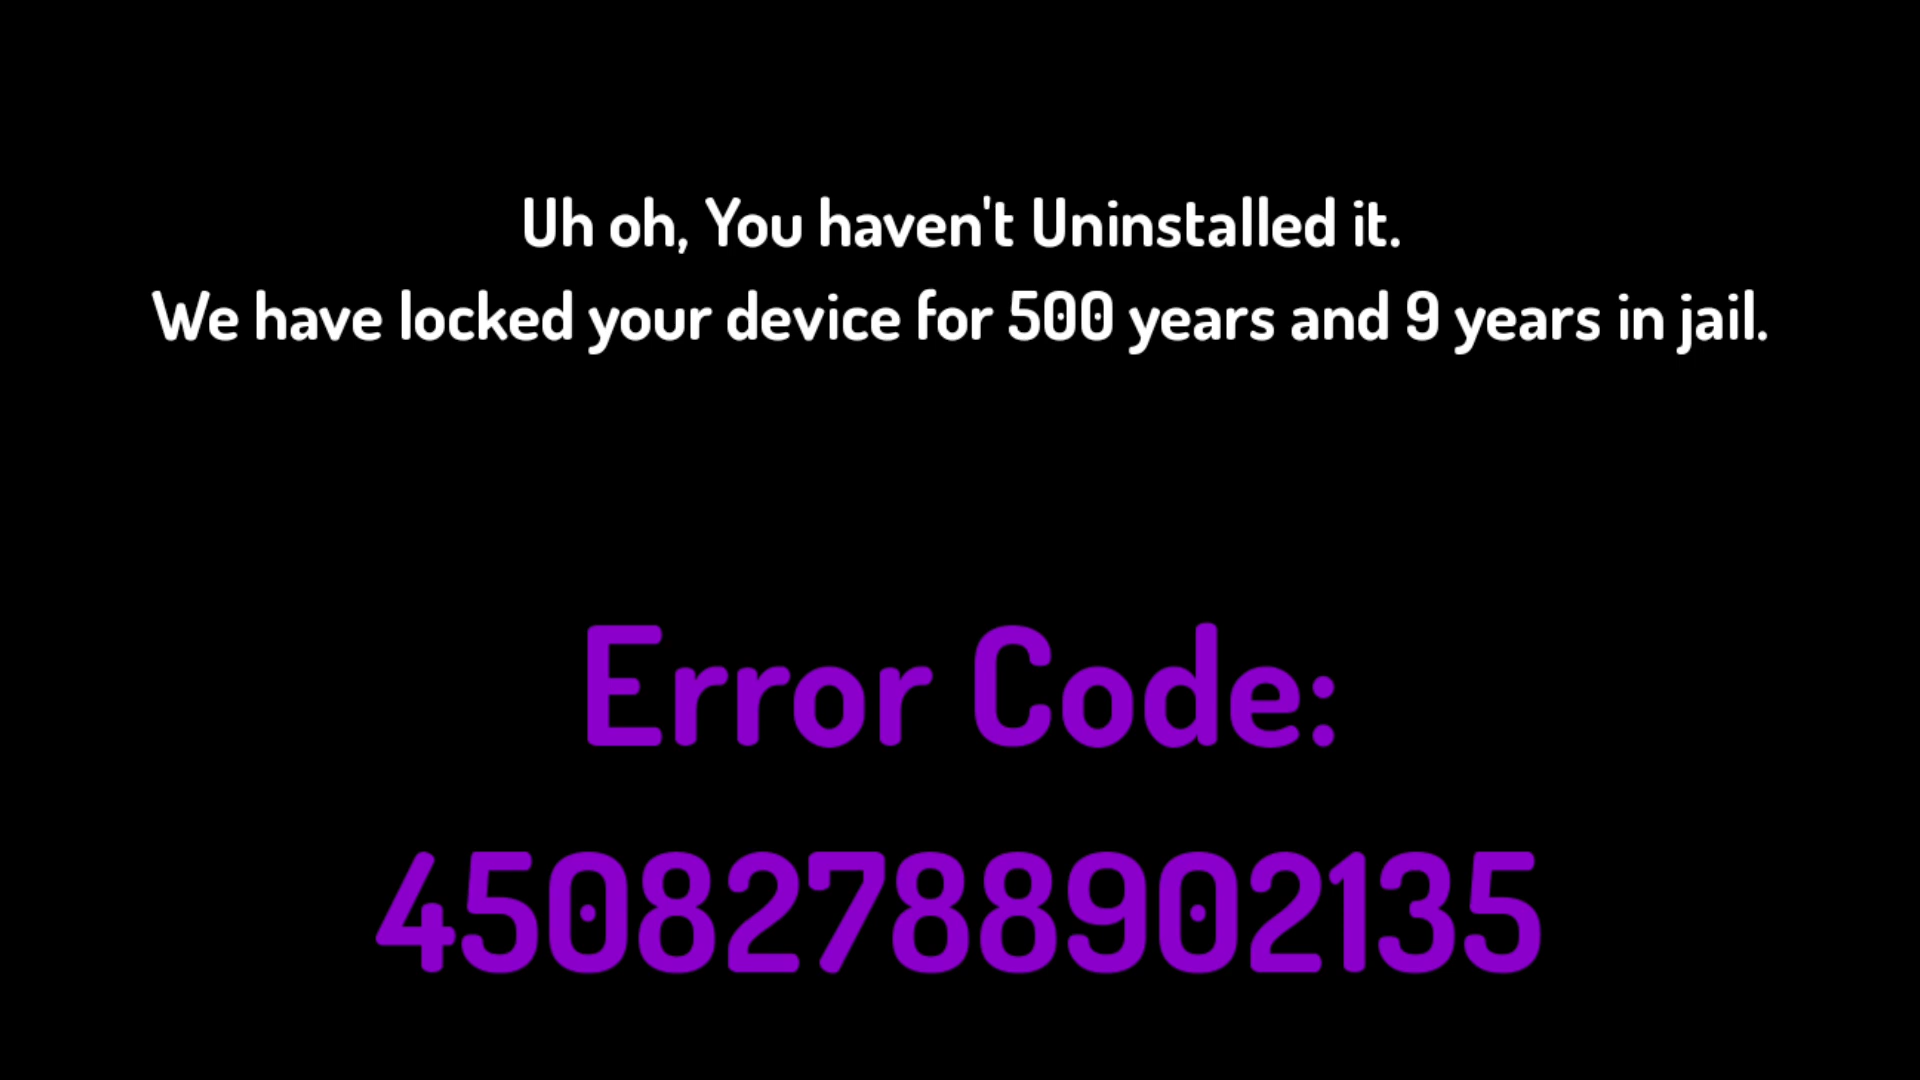 Uh oh, You haven't Uninstalled it.
We have locked your device for 500 years and 9 years in jail.
Error Code:
45082788902135